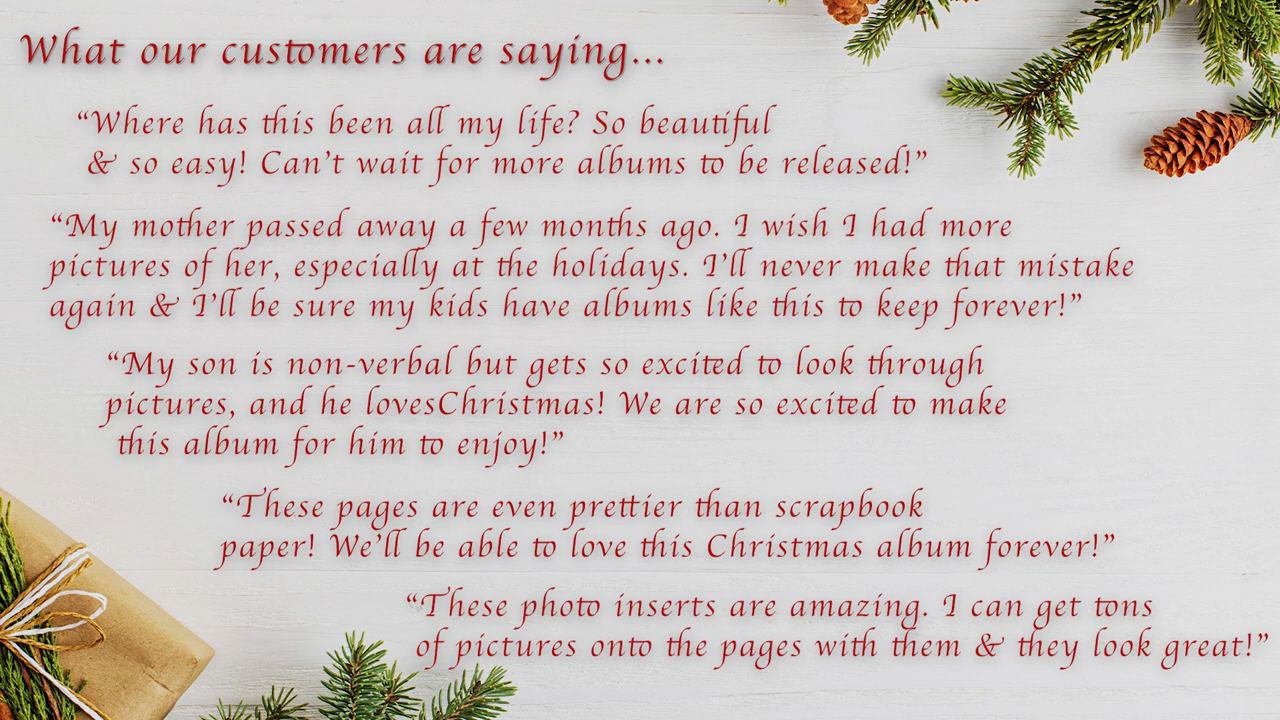 What our customers are saying...
“Where has this been all my life? So beautiful
& so easy! Can't wait for more albums to be released!”
“My mother passed away a few months ago. I wish I had more
pictures of her, especially at the holidays. I'll never make that mistake
again & I'll be sure my kids have albums like this to keep forever!”
“My son is non-verbal but gets so excited to look through
pictures, and he lovesChristmas! We are so excited to make
this album for him to enjoy!”
“These pages are even prettier than scrapbook
paper! We'll be able to love this Christmas album forever!”
“These photo inserts are amazing. I can get tons
of pictures onto the pages with them & they look great!”